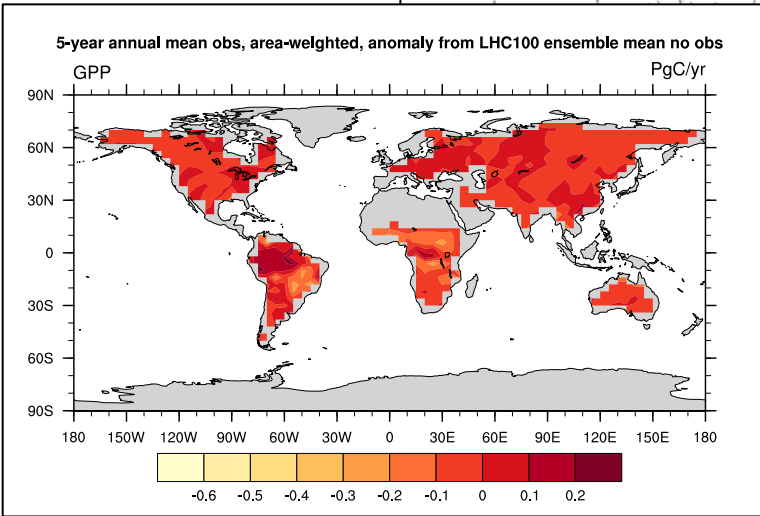 5-year annual mean obs, area-weighted, anomaly from LHC100 ensemble mean no obs
GPP PgC/yr
90N
60N
30N
0
30S
60S
90S
180 150W 120W 90W 60W 30W 0 30E 60E 90E 120E 150E 180
-0.6 -0.5 -0.4 -0.3 -0.2 -0.1 0 0.1 0.2